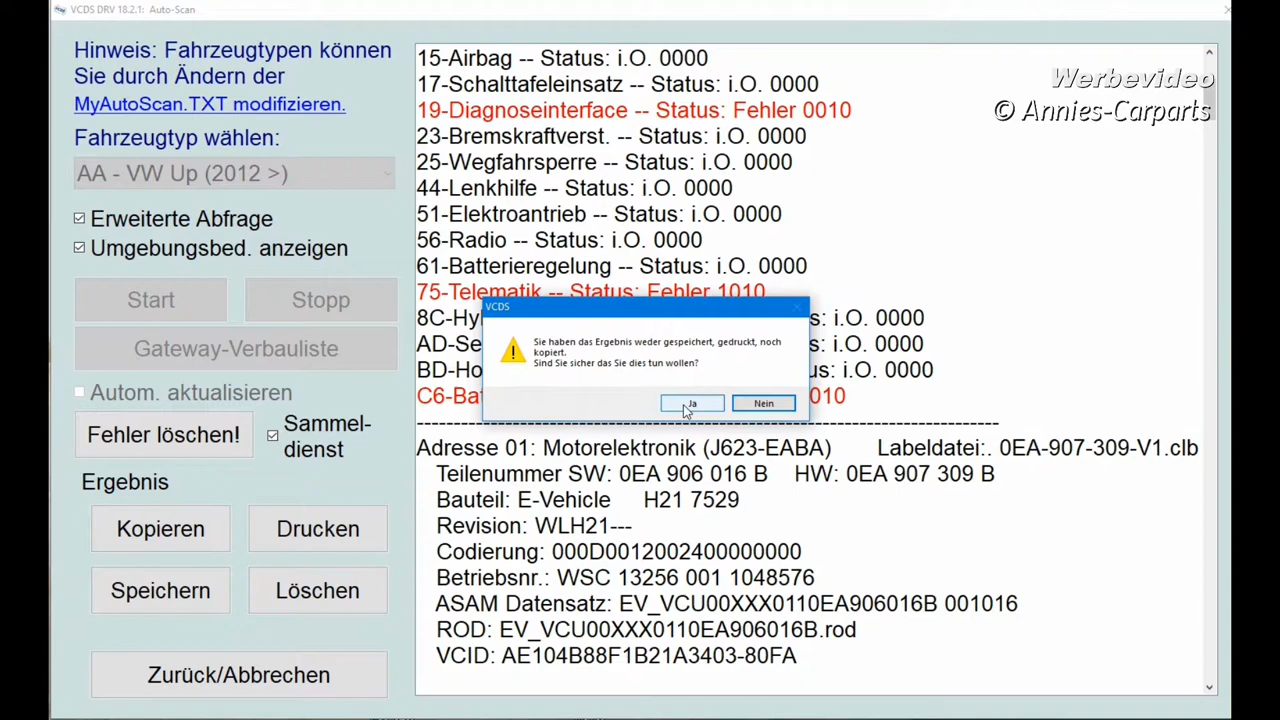 VCDS DRV 18.2.1: Auto-Scan
Hinweis: Fahrzeugtypen können
Sie durch Ändern der
MyAutoScan.TXT modifizieren.
Fahrzeugtyp wählen:
AA - VW Up (2012 >)
Erweiterte Abfrage
Umgebungsbed. anzeigen
Start
Stopp
Gateway-Verbauliste
Autom. aktualisieren
Fehler löschen!
Sammel-
dienst
Ergebnis
Kopieren
Drucken
Speichern
Löschen
Zurück/Abbrechen
15-Airbag -- Status: i.O. 0000
17-Schalttafeleinsatz -- Status: i.O. 0000
19-Diagnoseinterface -- Status: Fehler 0010
23-Bremskraftverst. -- Status: i.O. 0000
25-Wegfahrsperre -- Status: i.O. 0000
44-Lenkhilfe -- Status: i.O. 0000
51-Elektroantrieb -- Status: i.O. 0000
56-Radio -- Status: i.O. 0000
61-Batterieregelung -- Status: i.O. 0000
75-Telematik -- Status: Fehler 1010
i.O. 0000
i.O. 0000
i.O. 0000
VCDS
Sie haben das Ergebnis weder gespeichert, gedruckt, noch
kopiert.
Sind Sie sicher das Sie dies tun wollen?
Ja
Nein
Adresse 01: Motorelektronik (J623-EABA) Labeldatei:. 0EA-907-309-V1.clb
Teilenummer SW: 0EA 906 016 B HW: 0EA 907 309 B
Bauteil: E-Vehicle H21 7529
Revision: WLH21---
Codierung: 000D0012002400000000
Betriebsnr.: WSC 13256 001 1048576
ASAM Datensatz: EV_VCU00XXX0110EA906016B 001016
ROD: EV_VCU00XXX0110EA906016B.rod
VCID: AE104B88F1B21A3403-80FA
Werbevideo
© Annies-Carparts